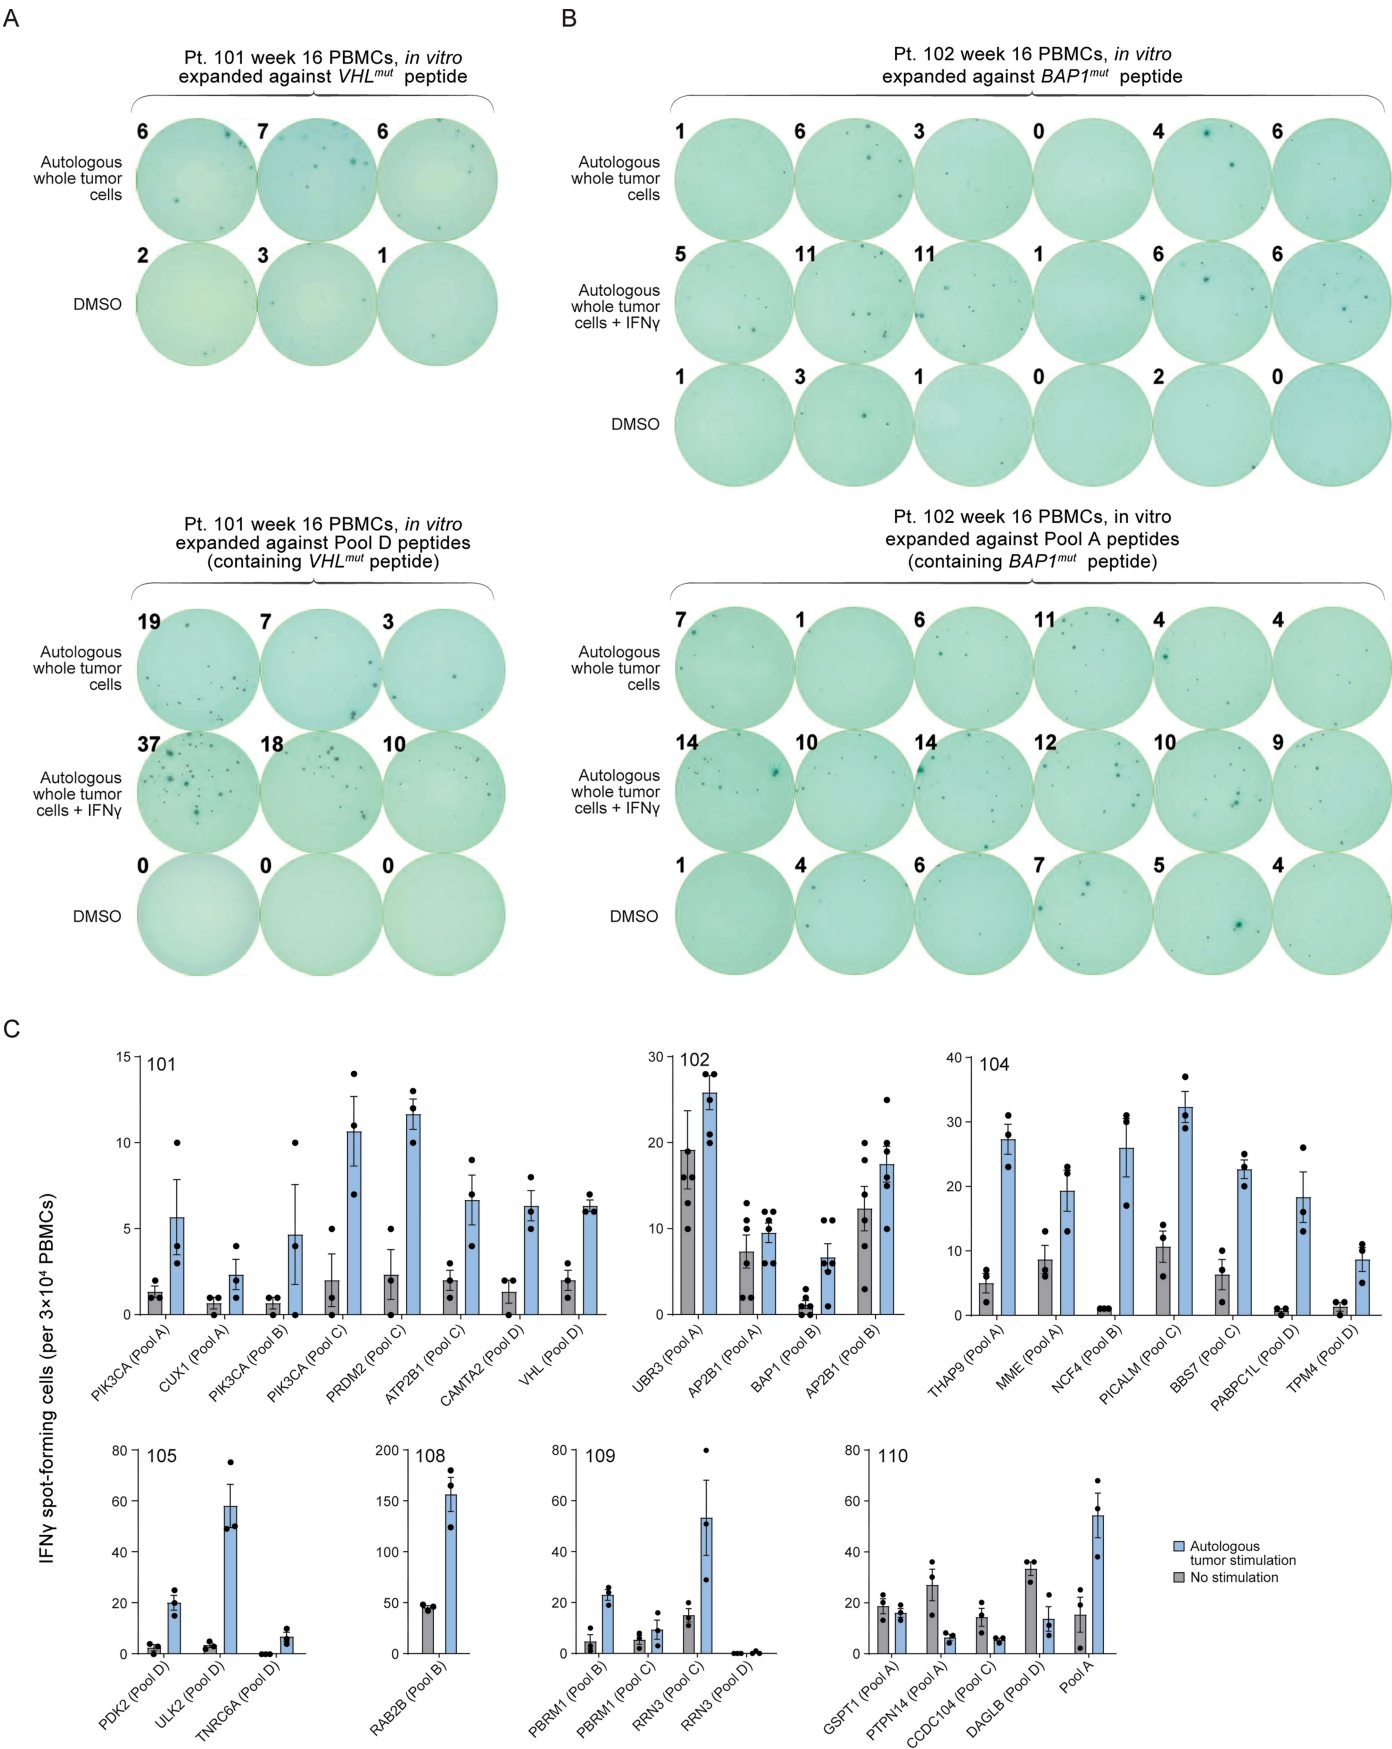 A
Pt. 101 week 16 PBMCs, in vitro
expanded against VHLmut peptide
6
7
6
Autologous
whole tumor
cells
2
3
1
DMSO
Pt. 101 week 16 PBMCs, in vitro
expanded against Pool D peptides
(containing VHLmut peptide)
19
7
3
Autologous
whole tumor
cells
37
18
10
Autologous
whole tumor
cells + IFNγ
0
0
0
DMSO
B
Pt. 102 week 16 PBMCs, in vitro
expanded against BAP1mut peptide
1
6
3
0
4
6
Autologous
whole tumor
cells
5
11
11
1
6
6
Autologous
whole tumor
cells + IFNγ
1
3
1
0
2
0
DMSO
Pt. 102 week 16 PBMCs, in vitro
expanded against Pool A peptides
(containing BAP1mut peptide)
7
1
6
11
4
4
Autologous
whole tumor
cells
14
10
14
12
10
9
Autologous
whole tumor
cells + IFNγ
1
4
6
7
5
4
DMSO
C
IFNγ spot-forming cells (per 3×10⁴ PBMCs)
101
15
10
5
0
PIK3CA (Pool A)
CUX1 (Pool A)
PIK3CA (Pool B)
PIK3CA (Pool C)
PRDM2 (Pool C)
ATP2B1 (Pool C)
CAMTA2 (Pool D)
VHL (Pool D)
102
30
20
10
0
UBR3 (Pool A)
AP2B1 (Pool A)
BAP1 (Pool B)
AP2B1 (Pool B)
104
40
30
20
10
0
THAP9 (Pool A)
MME (Pool A)
NCF4 (Pool B)
PICALM (Pool C)
BBS7 (Pool C)
PABPC1L (Pool D)
TPM4 (Pool D)
105
80
60
40
20
0
PDK2 (Pool D)
ULK2 (Pool D)
TNRC6A (Pool D)
108
200
150
100
50
0
RAB2B (Pool B)
109
80
60
40
20
0
PBRM1 (Pool B)
PBRM1 (Pool C)
RRN3 (Pool C)
RRN3 (Pool D)
110
80
60
40
20
0
GSPT1 (Pool A)
PTPN14 (Pool A)
CCDC104 (Pool C)
DAGLB (Pool D)
Pool A
Autologous
tumor stimulation
No stimulation